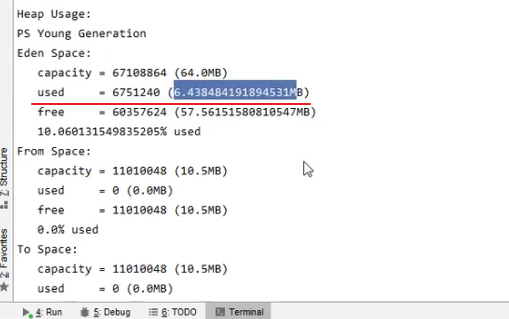 Heap Usage:
PS Young Generation
Eden Space:
capacity = 67108864 (64.0MB)
used     = 6751240 (6.438484191894531MB)
free     = 60357624 (57.56151580810547MB)
10.060131549835205% used
From Space:
capacity = 11010048 (10.5MB)
used     = 0 (0.0MB)
free     = 11010048 (10.5MB)
0.0% used
To Space:
capacity = 11010048 (10.5MB)
used     = 0 (0.0MB)
7: Structure
2: Favorites
4: Run 5: Debug 6: TODO Terminal